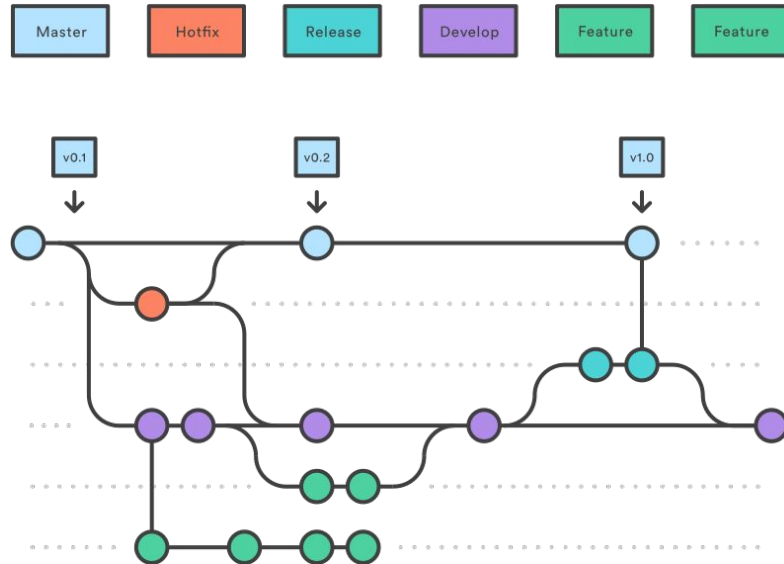 Master
Hotfix
Release
Develop
Feature
Feature
v0.1
v0.2
v1.0